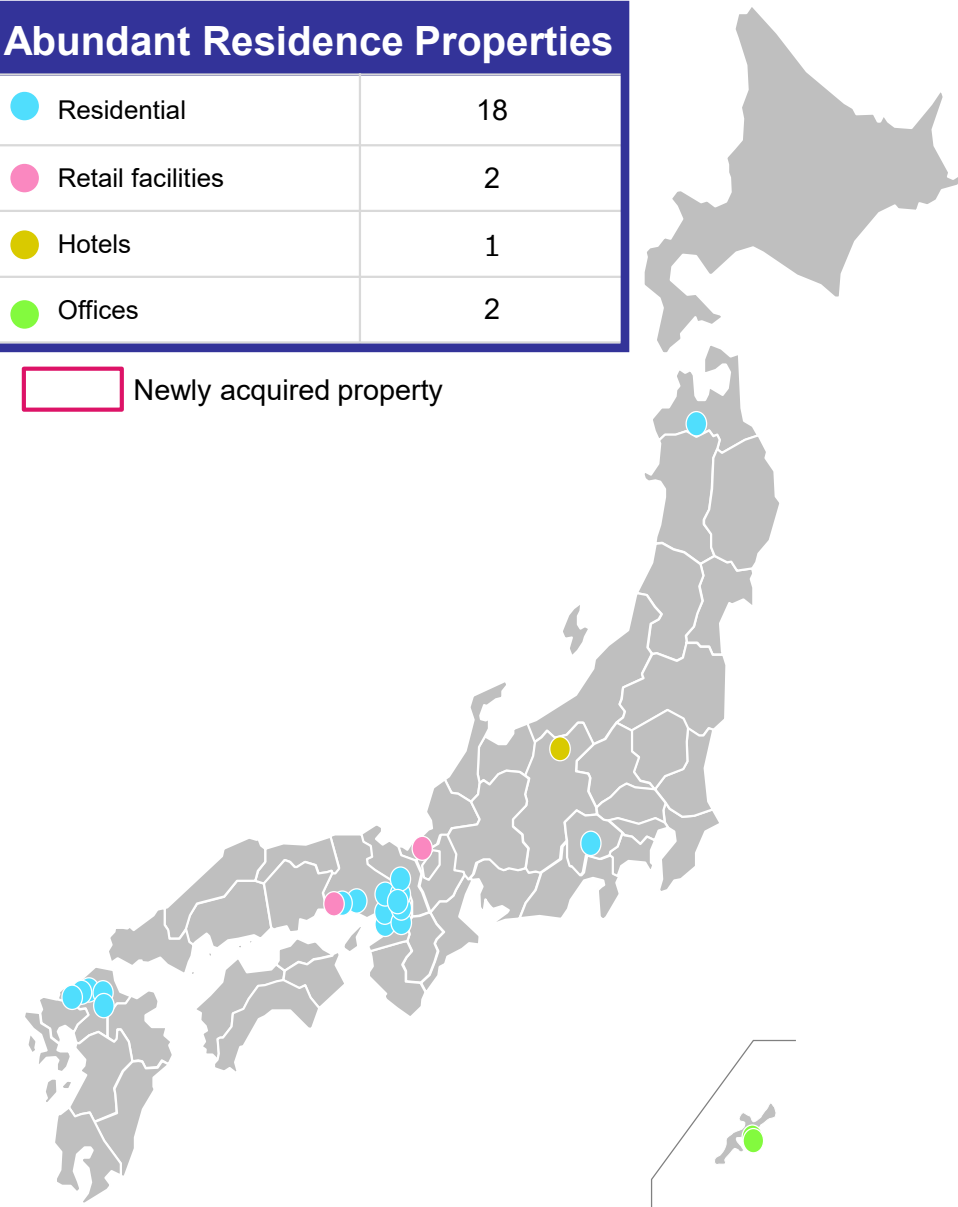 Abundant Residence Properties
Residential 18
Retail facilities 2
Hotels 1
Offices 2
Newly acquired property